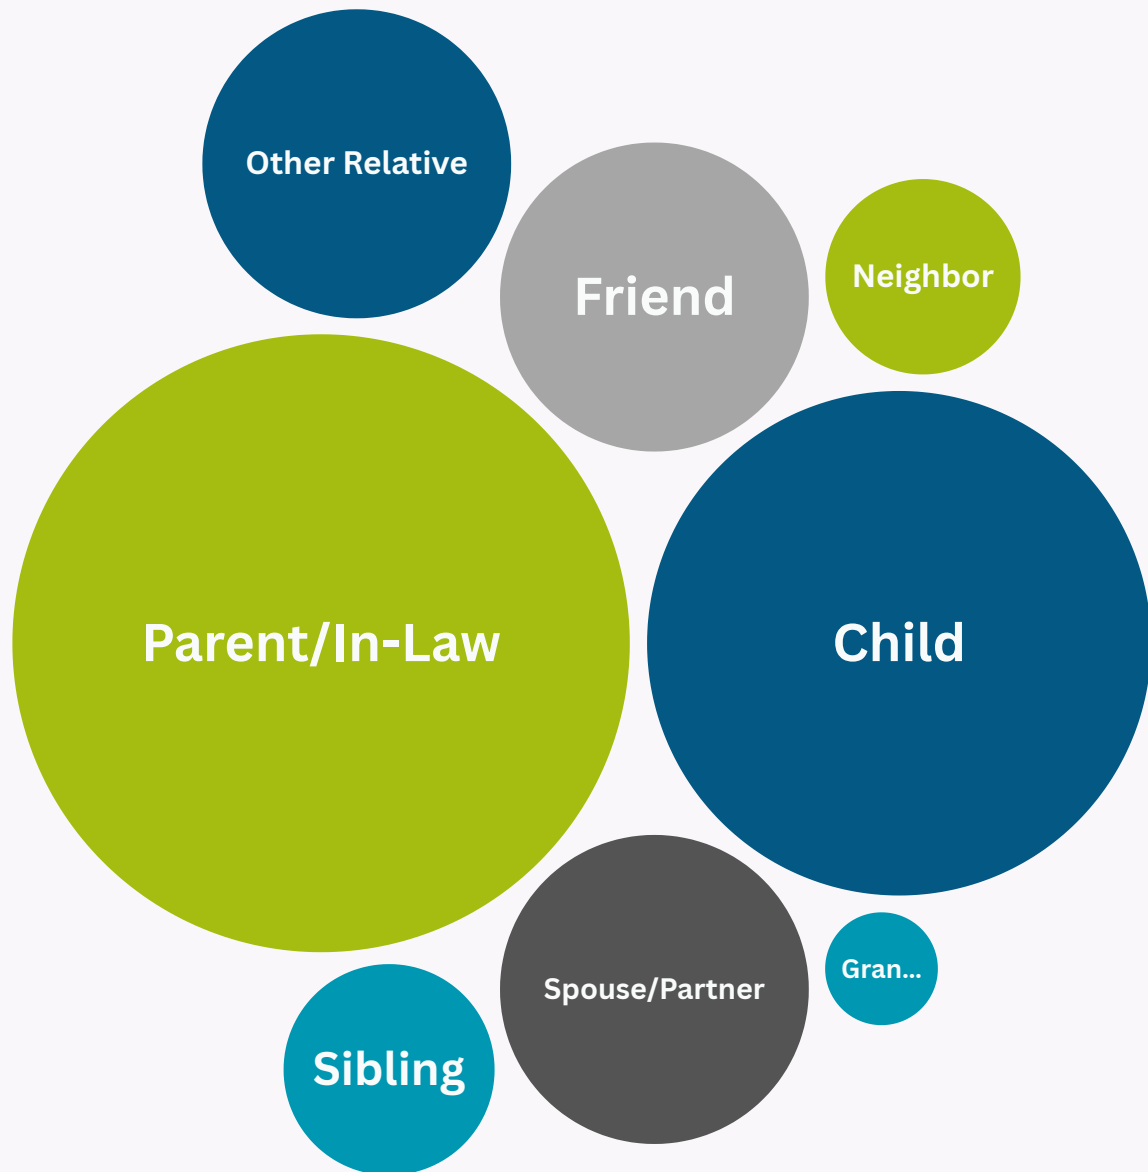 Other Relative
Friend
Neighbor
Parent/In-Law
Child
Spouse/Partner
Gran...
Sibling